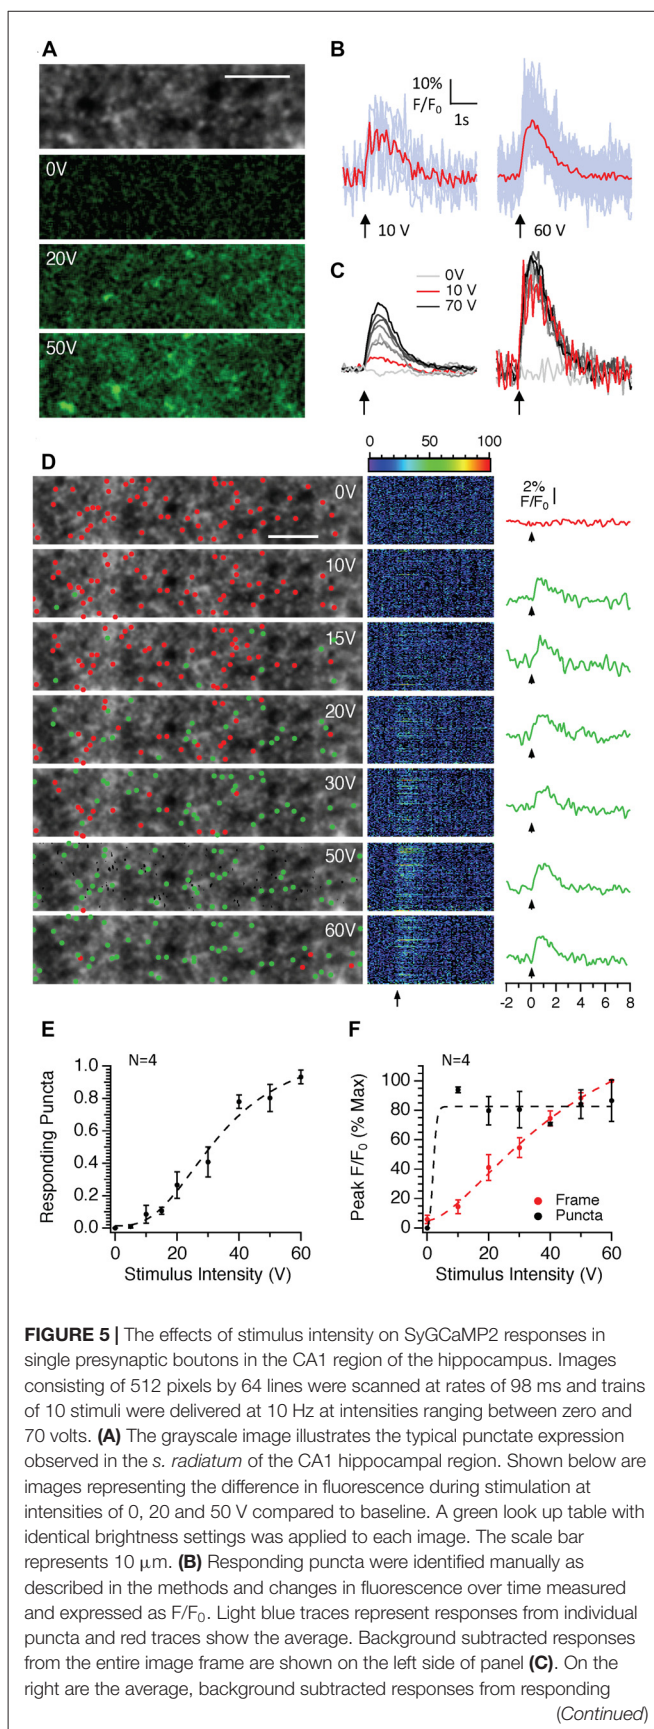 A
B
10%
F/F0
1s
0V
20V
50V
10 V
60 V
C
0V
10 V
70 V
D
0 50 100
2%
F/F0
0V
10V
15V
20V
30V
50V
60V
-2 0 2 4 6 8
E
N=4
1.0
0.8
0.6
0.4
0.2
0.0
Responding Puncta
0 20 40 60
Stimulus Intensity (V)
F
N=4
100
80
60
40
20
0
Peak F/F0 (% Max)
Frame
Puncta
0 20 40 60
Stimulus Intensity (V)
FIGURE 5 | The effects of stimulus intensity on SyGCaMP2 responses in
single presynaptic boutons in the CA1 region of the hippocampus. Images
consisting of 512 pixels by 64 lines were scanned at rates of 98 ms and trains
of 10 stimuli were delivered at 10 Hz at intensities ranging between zero and
70 volts. (A) The grayscale image illustrates the typical punctate expression
observed in the s. radiatum of the CA1 hippocampal region. Shown below are
images representing the difference in fluorescence during stimulation at
intensities of 0, 20 and 50 V compared to baseline. A green look up table with
identical brightness settings was applied to each image. The scale bar
represents 10 μm. (B) Responding puncta were identified manually as
described in the methods and changes in fluorescence over time measured
and expressed as F/F0. Light blue traces represent responses from individual
puncta and red traces show the average. Background subtracted responses
from the entire image frame are shown on the left side of panel (C). On the
right are the average, background subtracted responses from responding
(Continued)